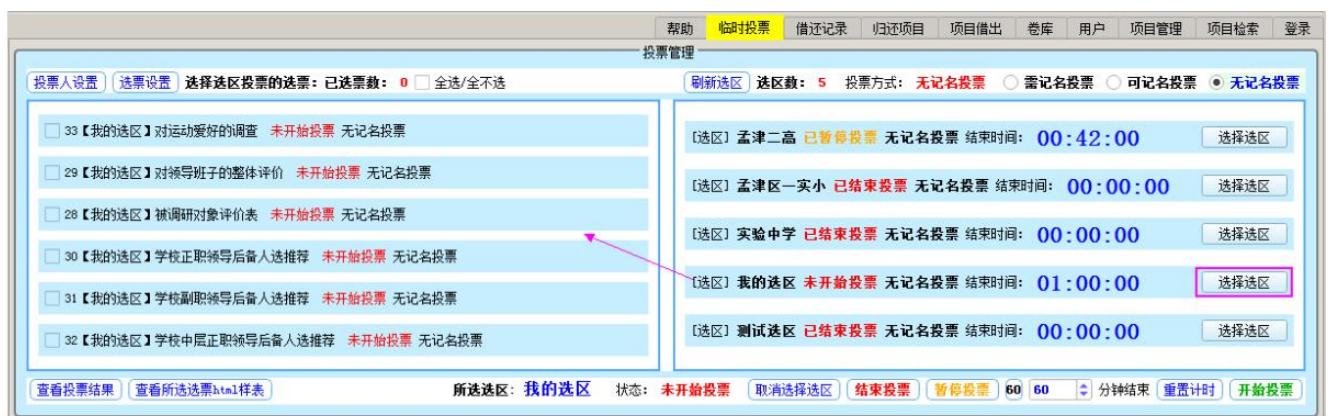 帮助 临时投票 借还记录 归还项目 项目借出 卷库 用户 项目管理 项目检索 登录
投票管理
投票人设置 选票设置 选择选区投票的选票：已选票数： 0 全选/全不选
刷新选区 选区数： 5 投票方式： 无记名投票 需记名投票 可记名投票 无记名投票
33【我的选区】对运动爱好的调查 未开始投票 无记名投票
29【我的选区】对领导班子的整体评价 未开始投票 无记名投票
28【我的选区】被调研对象评价表 未开始投票 无记名投票
30【我的选区】学校正职领导后备人选推荐 未开始投票 无记名投票
31【我的选区】学校副职领导后备人选推荐 未开始投票 无记名投票
32【我的选区】学校中层正职领导后备人选推荐 未开始投票 无记名投票
[选区] 孟津二高 已暂停投票 无记名投票 结束时间： 00:42:00 选择选区
[选区] 孟津区一实小 已结束投票 无记名投票 结束时间： 00:00:00 选择选区
[选区] 实验中学 已结束投票 无记名投票 结束时间： 00:00:00 选择选区
[选区] 我的选区 未开始投票 无记名投票 结束时间： 01:00:00 选择选区
[选区] 测试选区 已结束投票 无记名投票 结束时间： 00:00:00 选择选区
查看投票结果 查看所选选票html样表 所选选区： 我的选区 状态： 未开始投票 取消选择选区 结束投票 暂停投票 60 60 分钟结束 重置计时 开始投票